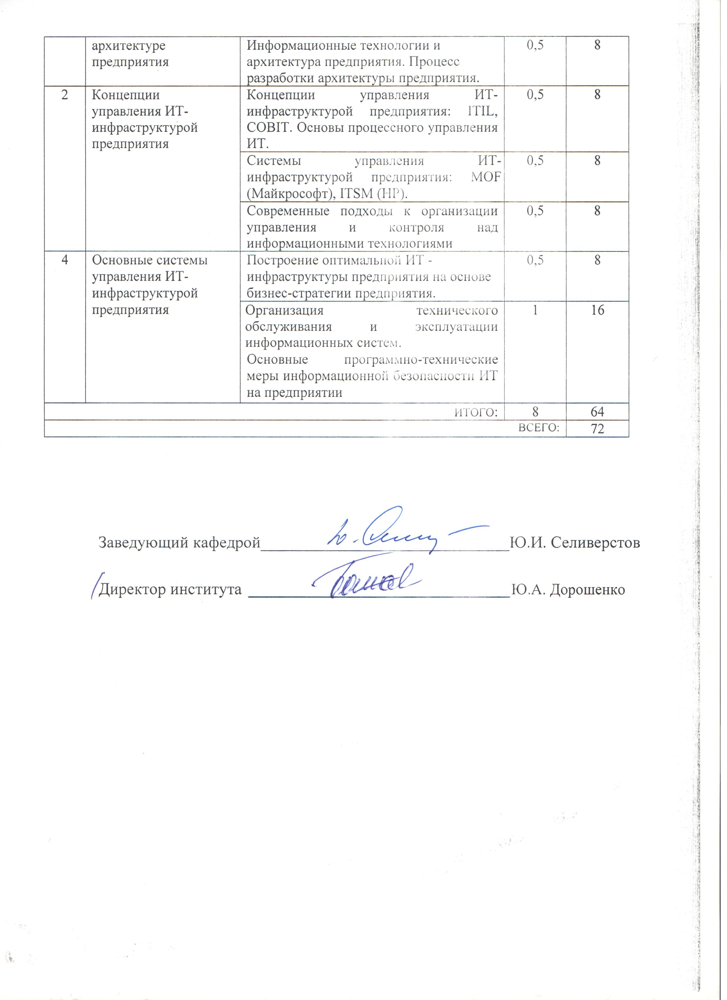 архитектуре
предприятия
Информационные технологии и
архитектура предприятия. Процесс
разработки архитектуры предприятия.
0,5
8
2
Концепции
управления ИТ-
инфраструктурой
предприятия
Концепции управления ИТ-
инфраструктурой предприятия: ITIL,
COBIT. Основы процессного управления
ИТ.
0,5
8
Системы управления ИТ-
инфраструктурой предприятия: MOF
(Майкрософт), ITSM (HP).
0,5
8
Современные подходы к организации
управления и контроля над
информационными технологиями
0,5
8
4
Основные системы
управления ИТ-
инфраструктурой
предприятия
Построение оптимальной ИТ -
инфраструктуры предприятия на основе
бизнес-стратегии предприятия.
0,5
8
Организация технического
обслуживания и эксплуатации
информационных систем.
Основные программно-технические
меры информационной безопасности ИТ
на предприятии
1
16
ИТОГО:
8
64
ВСЕГО:
72
Заведующий кафедрой Ю.И. Селиверстов
Директор института Ю.А. Дорошенко